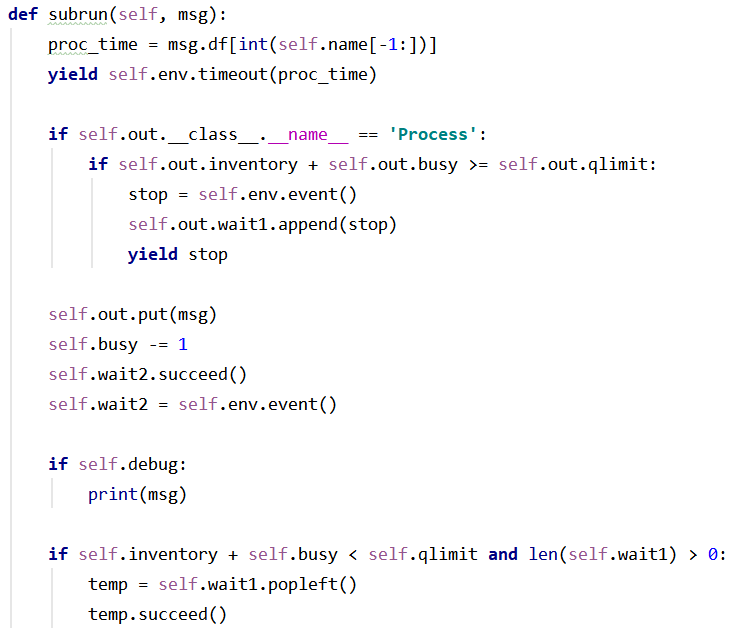 def subrun(self, msg):
    proc_time = msg.df[int(self.name[-1:])]
    yield self.env.timeout(proc_time)

    if self.out.__class__.__name__ == 'Process':
        if self.out.inventory + self.out.busy >= self.out.qlimit:
            stop = self.env.event()
            self.out.wait1.append(stop)
            yield stop

    self.out.put(msg)
    self.busy -= 1
    self.wait2.succeed()
    self.wait2 = self.env.event()

    if self.debug:
        print(msg)

    if self.inventory + self.busy < self.qlimit and len(self.wait1) > 0:
        temp = self.wait1.popleft()
        temp.succeed()